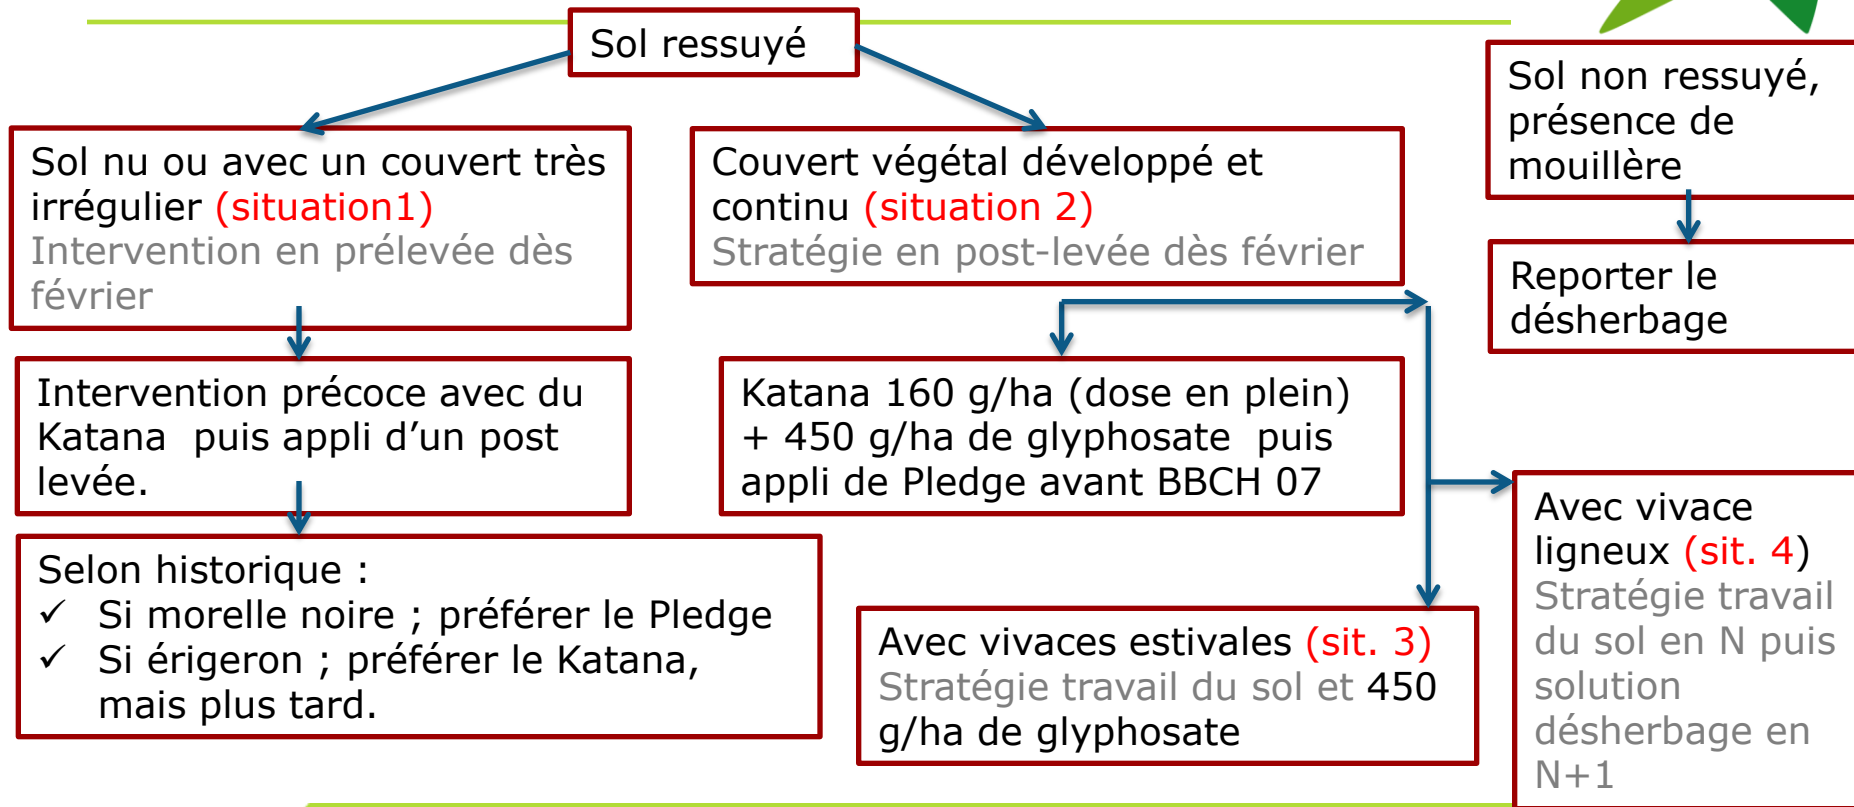 Sol ressuyé
Sol non ressuyé,
présence de
mouillère
Sol nu ou avec un couvert très
irrégulier (situation1)
Intervention en prélevée dès
février
Couvert végétal développé et
continu (situation 2)
Stratégie en post-levée dès février
Reporter le
désherbage
Intervention précoce avec du
Katana puis appli d’un post
levée.
Katana 160 g/ha (dose en plein)
+ 450 g/ha de glyphosate puis
appli de Pledge avant BBCH 07
Selon historique :
✓ Si morelle noire ; préférer le Pledge
✓ Si érigeron ; préférer le Katana,
mais plus tard.
Avec vivaces estivales (sit. 3)
Stratégie travail du sol et 450
g/ha de glyphosate
Avec vivace
ligneux (sit. 4)
Stratégie travail
du sol en N puis
solution
désherbage en
N+1